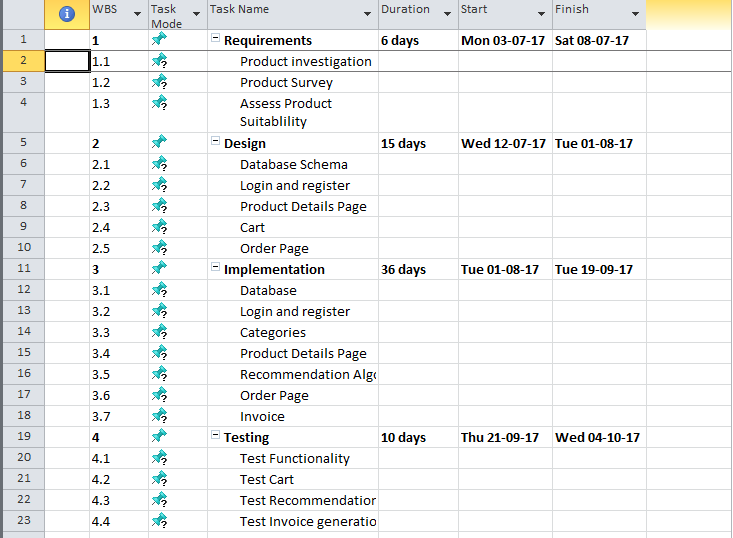 WBS Task Mode Task Name Duration Start Finish
1 1 Requirements 6 days Mon 03-07-17 Sat 08-07-17
2 1.1 Product investigation
3 1.2 Product Survey
4 1.3 Assess Product
Suitablility
5 2 Design 15 days Wed 12-07-17 Tue 01-08-17
6 2.1 Database Schema
7 2.2 Login and register
8 2.3 Product Details Page
9 2.4 Cart
10 2.5 Order Page
11 3 Implementation 36 days Tue 01-08-17 Tue 19-09-17
12 3.1 Database
13 3.2 Login and register
14 3.3 Categories
15 3.4 Product Details Page
16 3.5 Recommendation Algo
17 3.6 Order Page
18 3.7 Invoice
19 4 Testing 10 days Thu 21-09-17 Wed 04-10-17
20 4.1 Test Functionality
21 4.2 Test Cart
22 4.3 Test Recommendation
23 4.4 Test Invoice generatio